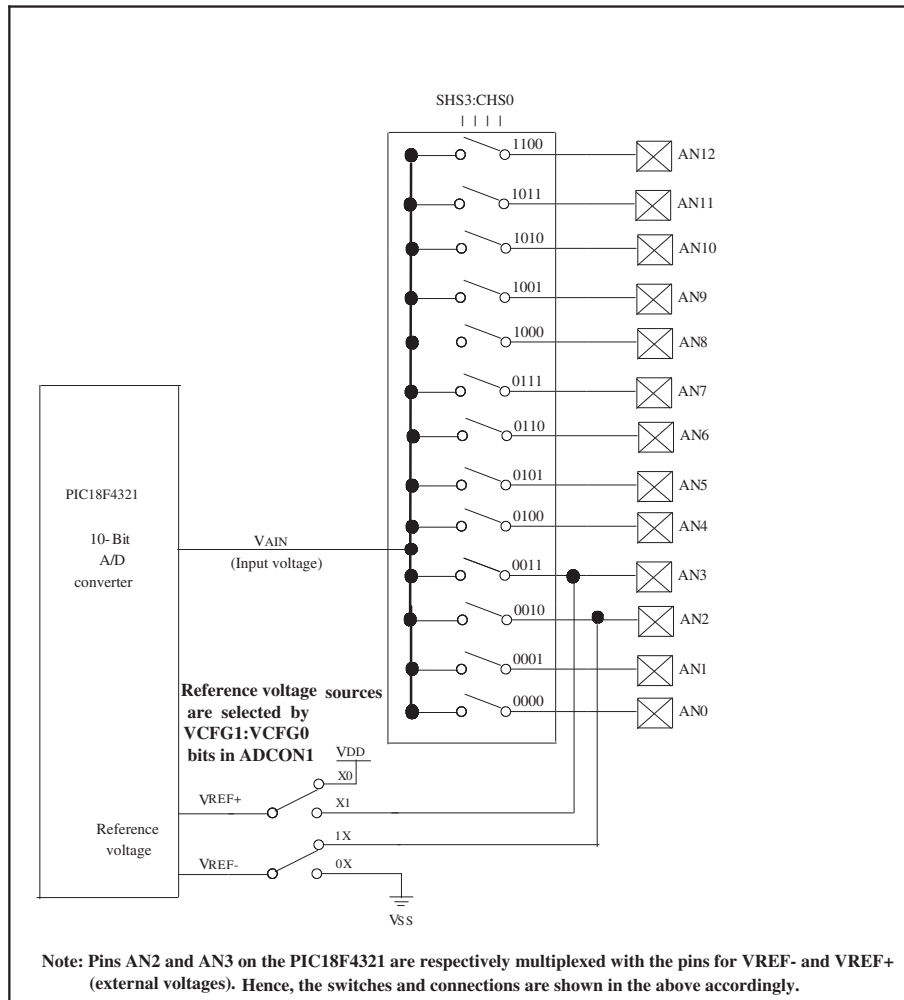 SHS3:CHS0
1100 AN12
1011 AN11
1010 AN10
1001 AN9
1000 AN8
0111 AN7
0110 AN6
0101 AN5
0100 AN4
0011 AN3
0010 AN2
0001 AN1
0000 AN0
PIC18F4321
10-Bit
A/D
converter
VAIN
(Input voltage)
Reference voltage sources
are selected by
VCFG1:VCFG0
bits in ADCON1
VDD
X0
VREF+
X1
Reference
voltage
1X
VREF-
0X
VSS
Note: Pins AN2 and AN3 on the PIC18F4321 are respectively multiplexed with the pins for VREF- and VREF+
(external voltages). Hence, the switches and connections are shown in the above accordingly.